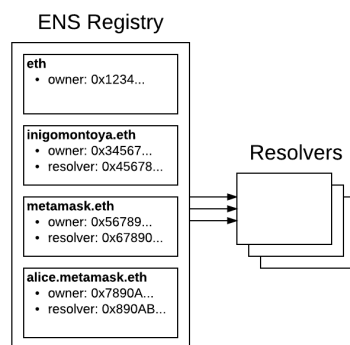 ENS Registry
eth
• owner: 0x1234...
inigomontoya.eth
• owner: 0x34567...
• resolver: 0x45678...
Resolvers
metamask.eth
• owner: 0x56789...
• resolver: 0x67890...
alice.metamask.eth
• owner: 0x7890A...
• resolver: 0x890AB...